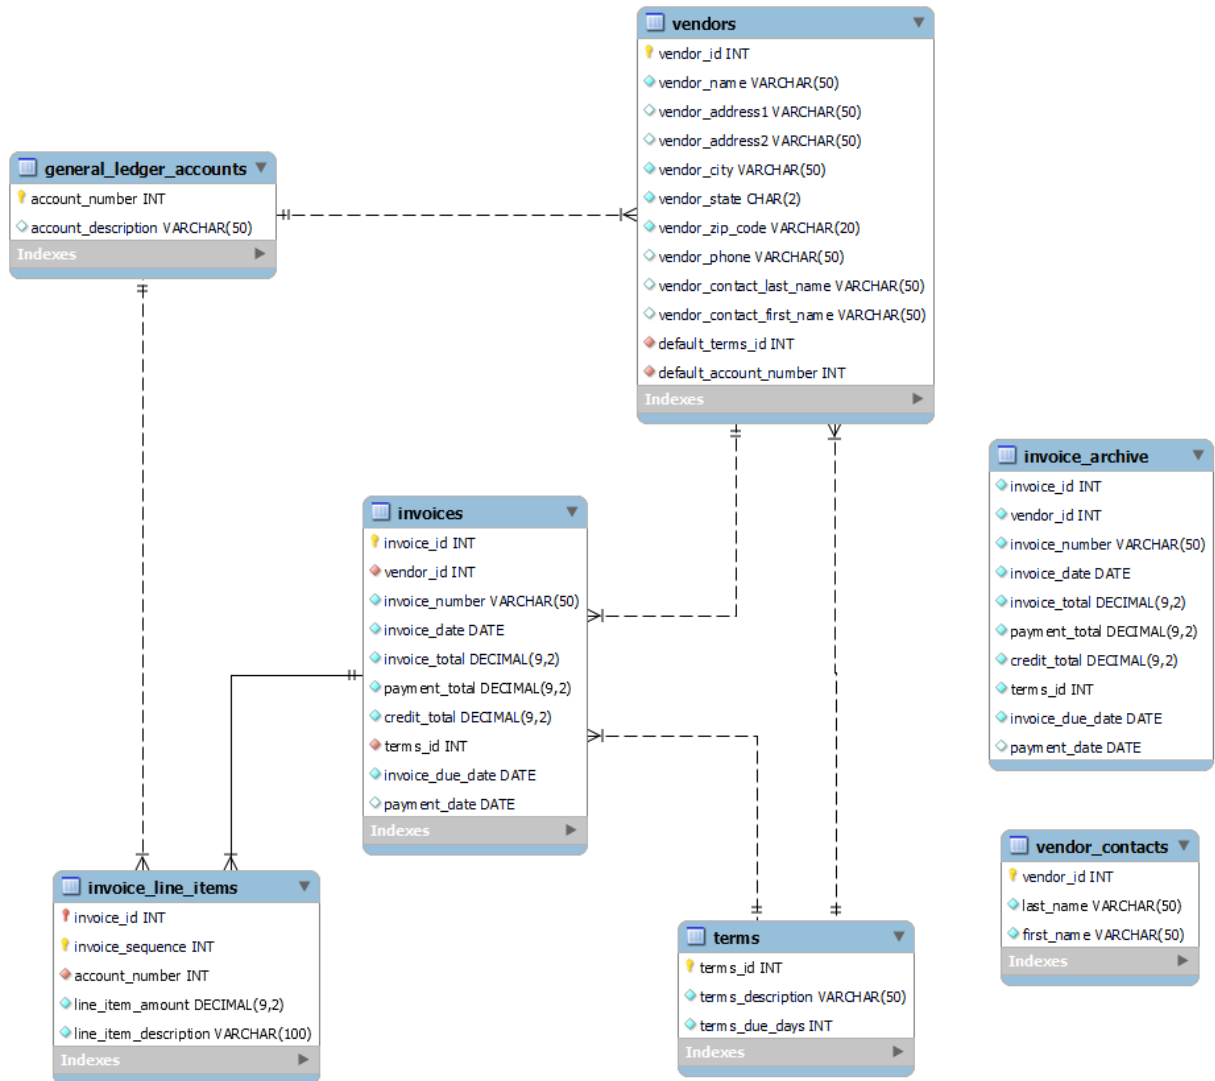 vendors
vendor_id INT
vendor_name VARCHAR(50)
vendor_address1 VARCHAR(50)
vendor_address2 VARCHAR(50)
vendor_city VARCHAR(50)
vendor_state CHAR(2)
vendor_zip_code VARCHAR(20)
vendor_phone VARCHAR(50)
vendor_contact_last_name VARCHAR(50)
vendor_contact_first_name VARCHAR(50)
default_terms_id INT
default_account_number INT
Indexes
general_ledger_accounts
account_number INT
account_description VARCHAR(50)
Indexes
invoice_archive
invoice_id INT
vendor_id INT
invoice_number VARCHAR(50)
invoice_date DATE
invoice_total DECIMAL(9,2)
payment_total DECIMAL(9,2)
credit_total DECIMAL(9,2)
terms_id INT
invoice_due_date DATE
payment_date DATE
invoices
invoice_id INT
vendor_id INT
invoice_number VARCHAR(50)
invoice_date DATE
invoice_total DECIMAL(9,2)
payment_total DECIMAL(9,2)
credit_total DECIMAL(9,2)
terms_id INT
invoice_due_date DATE
payment_date DATE
Indexes
vendor_contacts
vendor_id INT
last_name VARCHAR(50)
first_name VARCHAR(50)
Indexes
invoice_line_items
invoice_id INT
invoice_sequence INT
account_number INT
line_item_amount DECIMAL(9,2)
line_item_description VARCHAR(100)
Indexes
terms
terms_id INT
terms_description VARCHAR(50)
terms_due_days INT
Indexes